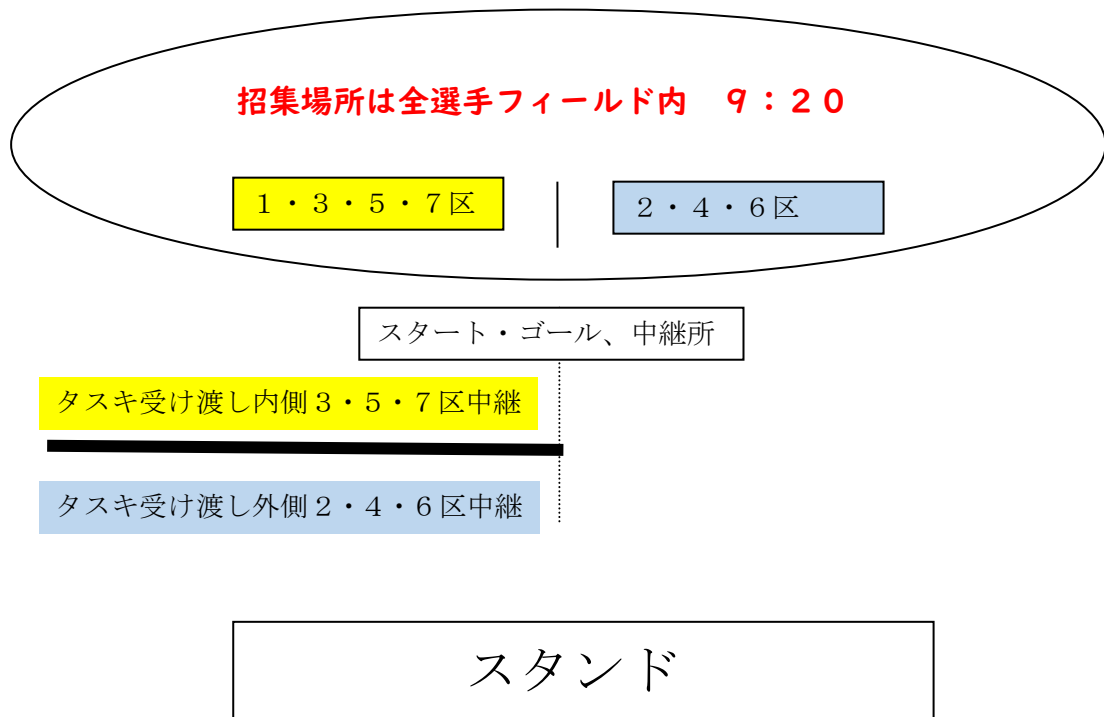 招集場所は全選手フィールド内　９：２０
１・３・５・７区
２・４・６区
スタート・ゴール、中継所
タスキ受け渡し内側３・５・７区中継
タスキ受け渡し外側２・４・６区中継
スタンド